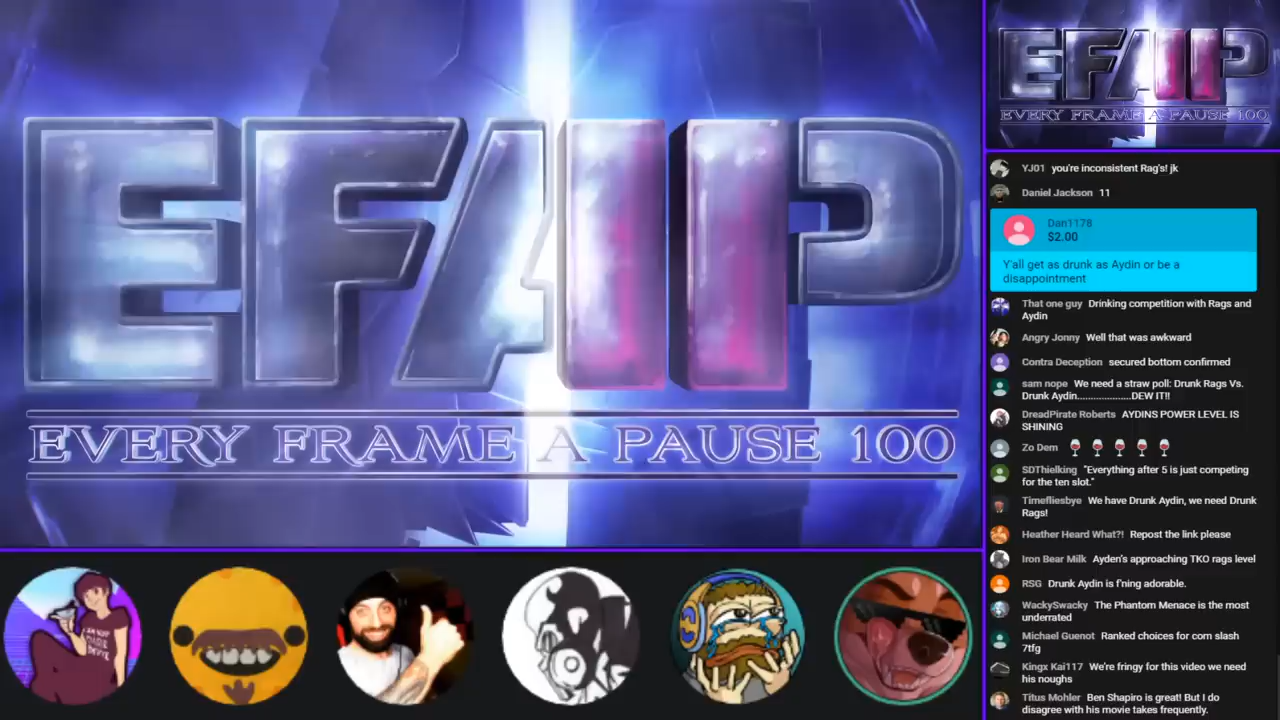 EFAIIP
EVERY FRAME A PAUSE 100
EFAIIP
EVERY FRAME A PAUSE 100
YJ01 you're inconsistent Rag's! jk
Daniel Jackson 11
Dan1178
$2.00
Y'all get as drunk as Aydin or be a
disappointment
That one guy Drinking competition with Rags and
Aydin
Angry Jonny Well that was awkward
Contra Deception secured bottom confirmed
sam nope We need a straw poll: Drunk Rags Vs.
Drunk Aydin.....................DEW IT!!
DreadPirate Roberts AYDINS POWER LEVEL IS
SHINING
Zo Dem 🍷 🍷 🍷 🍷 🍷
SDThielking "Everything after 5 is just competing
for the ten slot."
Timefliesbye We have Drunk Aydin, we need Drunk
Rags!
Heather Heard What?! Repost the link please
Iron Bear Milk Ayden's approaching TKO rags level
RSG Drunk Aydin is f'ning adorable.
WackySwacky The Phantom Menace is the most
underrated
Michael Guenot Ranked choices for com slash
7tfg
Kingx Kai117 We're fringy for this video we need
his noughs
Titus Mohler Ben Shapiro is great! But I do
disagree with his movie takes frequently.